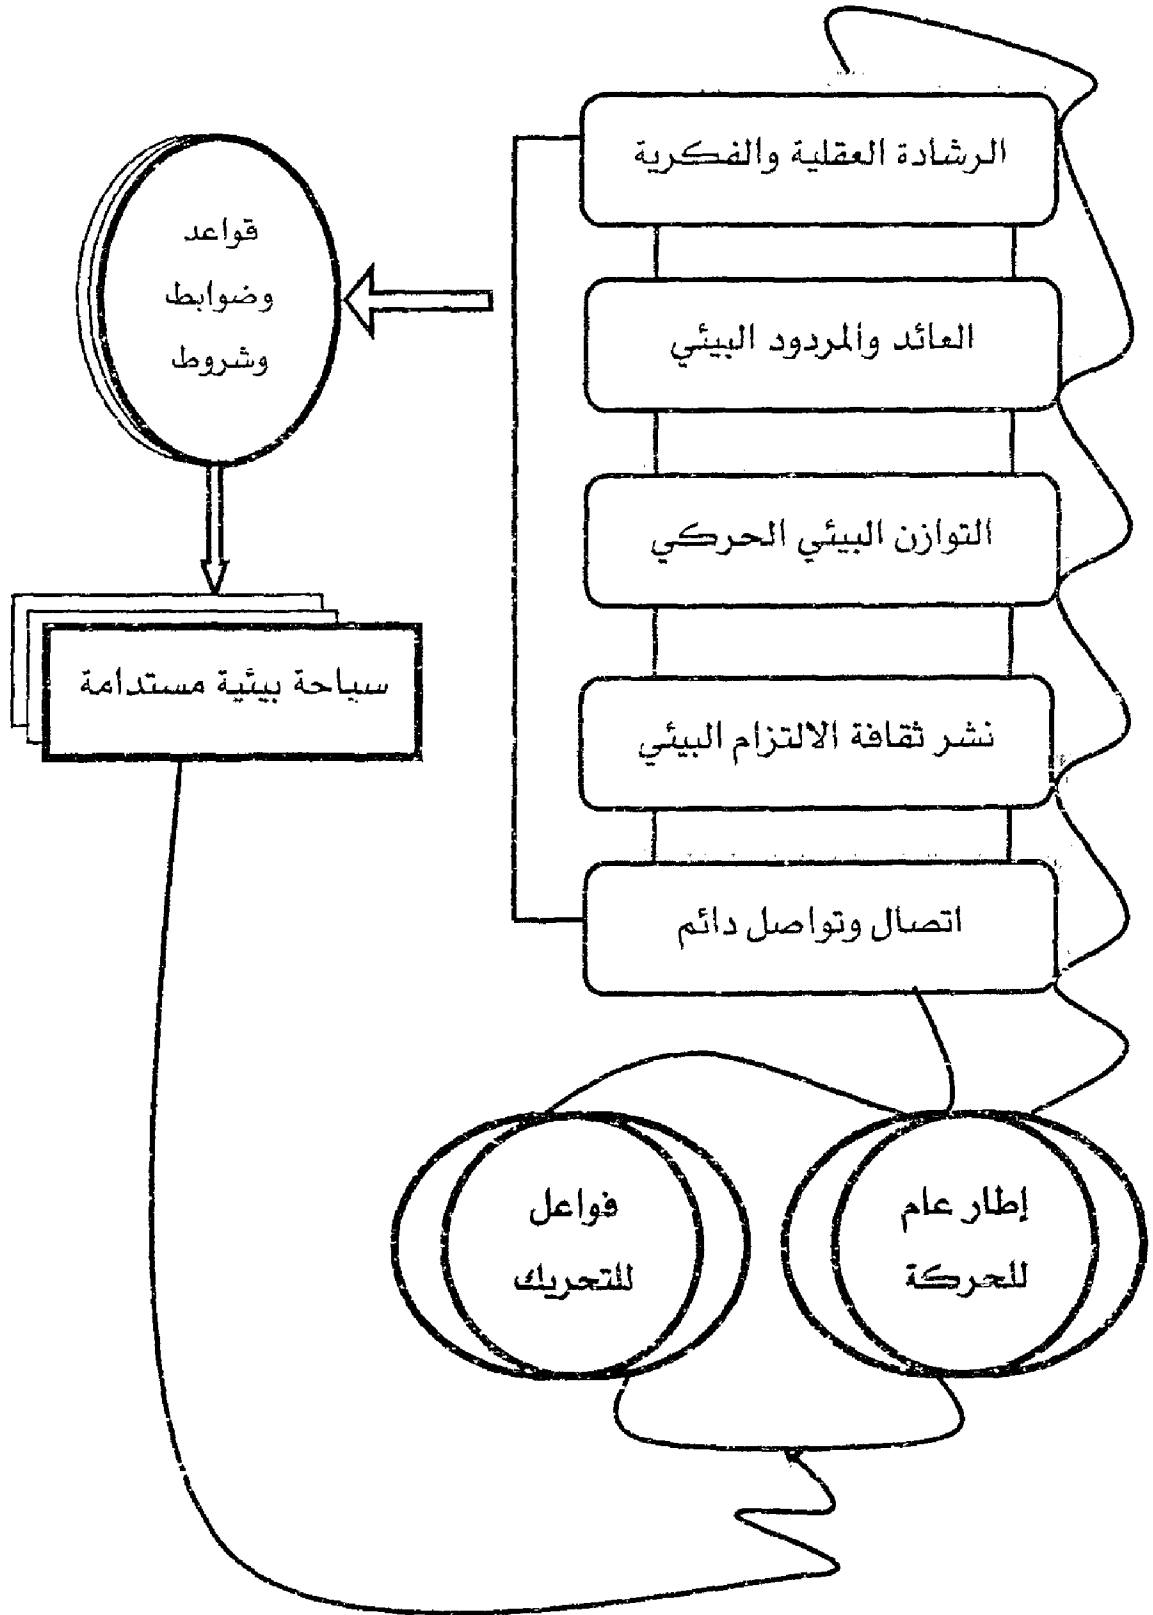 الرشادة العقلية والفكرية
العائد والمردود البيئي
التوازن البيئي الحركي
نشر ثقافة الالتزام البيئي
اتصال وتواصل دائم
قواعد
وضوابط
وشروط
سياحة بيئية مستدامة
إطار عام
للحركة
فواعل
للتحريك